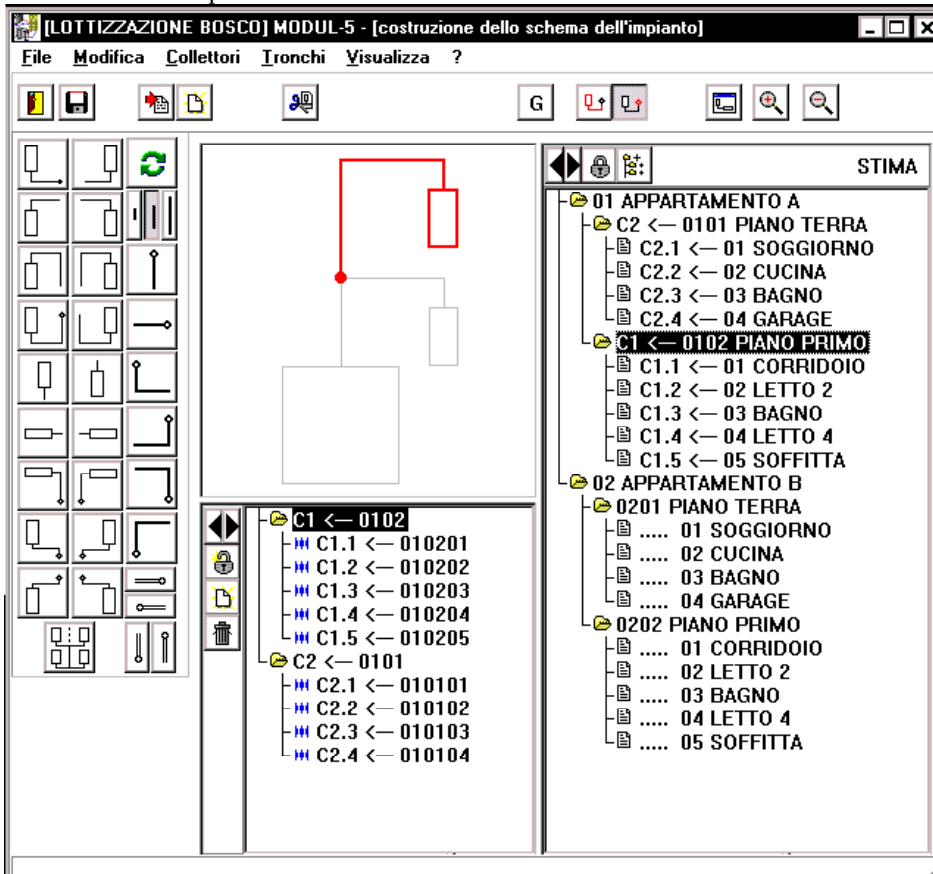 [LOTTIZZAZIONE BOSCO] MODUL-5 - [costruzione dello schema dell'impianto]
File Modifica Collettori Tronchi Visualizza ?
G
STIMA
01 APPARTAMENTO A
C2 <— 0101 PIANO TERRA
C2.1 <— 01 SOGGIORNO
C2.2 <— 02 CUCINA
C2.3 <— 03 BAGNO
C2.4 <— 04 GARAGE
C1 <— 0102 PIANO PRIMO
C1.1 <— 01 CORRIDOIO
C1.2 <— 02 LETTO 2
C1.3 <— 03 BAGNO
C1.4 <— 04 LETTO 4
C1.5 <— 05 SOFFITTA
02 APPARTAMENTO B
0201 PIANO TERRA
..... 01 SOGGIORNO
..... 02 CUCINA
..... 03 BAGNO
..... 04 GARAGE
0202 PIANO PRIMO
..... 01 CORRIDOIO
..... 02 LETTO 2
..... 03 BAGNO
..... 04 LETTO 4
..... 05 SOFFITTA
C1 <— 0102
C1.1 <— 010201
C1.2 <— 010202
C1.3 <— 010203
C1.4 <— 010204
C1.5 <— 010205
C2 <— 0101
C2.1 <— 010101
C2.2 <— 010102
C2.3 <— 010103
C2.4 <— 010104